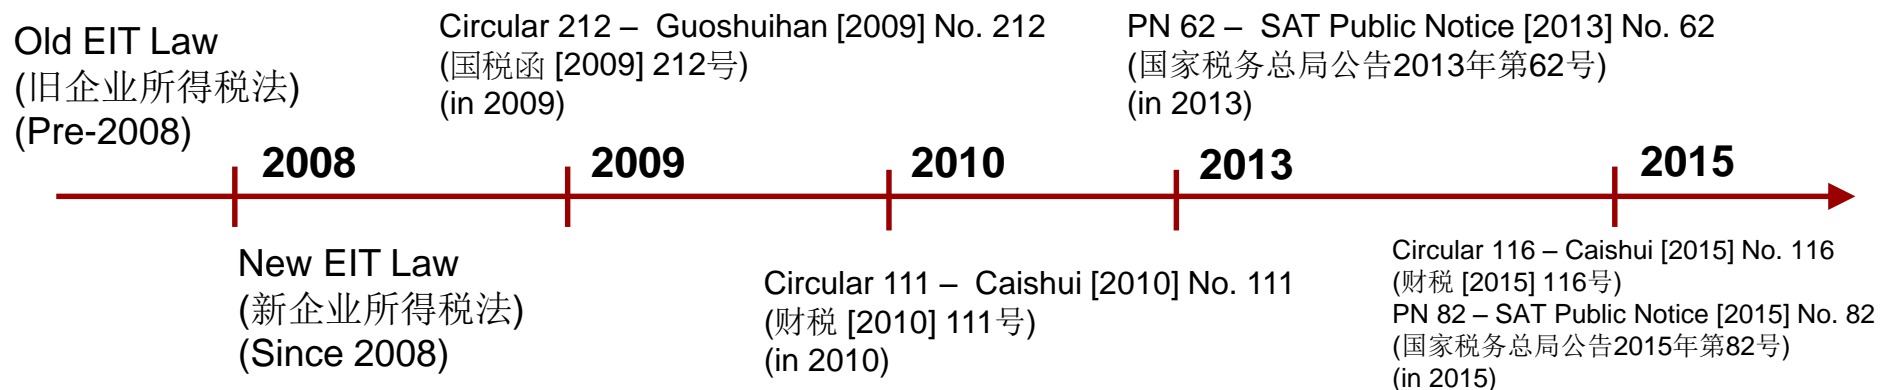 Old EIT Law
(旧企业所得税法)
(Pre-2008)
Circular 212 – Guoshuihan [2009] No. 212
(国税函 [2009] 212号)
(in 2009)
PN 62 – SAT Public Notice [2013] No. 62
(国家税务总局公告2013年第62号)
(in 2013)
2008
2009
2010
2013
2015
New EIT Law
(新企业所得税法)
(Since 2008)
Circular 111 – Caishui [2010] No. 111
(财税 [2010] 111号)
(in 2010)
Circular 116 – Caishui [2015] No. 116
(财税 [2015] 116号)
PN 82 – SAT Public Notice [2015] No. 82
(国家税务总局公告2015年第82号)
(in 2015)